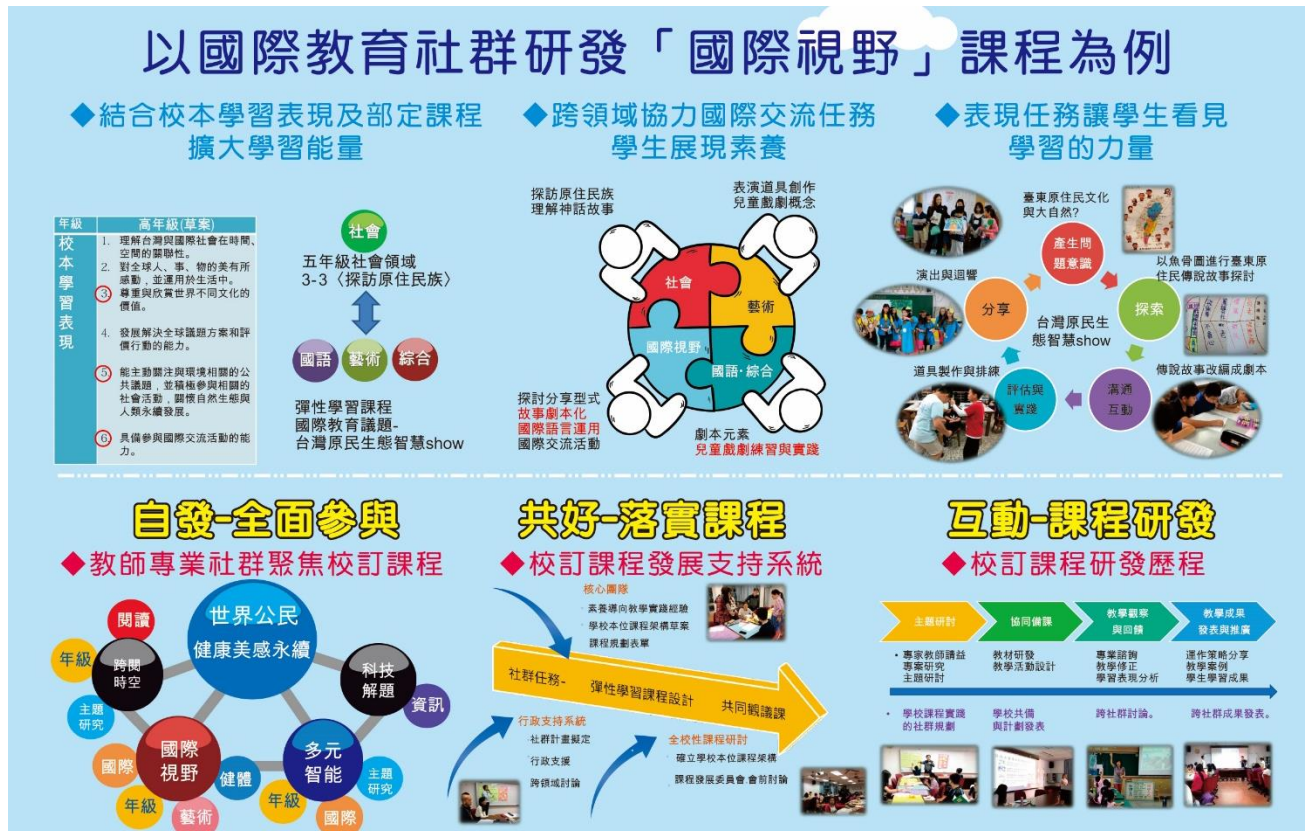 以國際教育社群研發「國際視野」課程為例
◆結合校本學習表現及部定課程
擴大學習能量
年級
高年級(草案)
校本學習表現
1. 理解台灣與國際社會在時間、
空間的關聯性。
2. 對全球人、事、物的美有所
感動，並運用於生活中。
3. 尊重與欣賞世界不同文化的
價值。
4. 發展解決全球議題方案和評
價行動的能力。
5. 能主動關注與環境相關的公
共議題，並積極參與相關的
社會活動，關懷自然生態與
人類永續發展。
6. 具備參與國際交流活動的能
力。
社會
五年級社會領域
3-3〈探訪原住民族〉
國語
藝術
綜合
彈性學習課程
國際教育議題-
台灣原民生態智慧show
◆跨領域協力國際交流任務
學生展現素養
探訪原住民族
理解神話故事
表演道具創作
兒童戲劇概念
社會
藝術
國際視野
國語·綜合
探討分享型式
故事劇本化
國際語言運用
國際交流活動
劇本元素
兒童戲劇練習與實踐
◆表現任務讓學生看見
學習的力量
臺東原住民文化
與大自然?
產生問
題意識
以魚骨圖進行臺東原
住民傳說故事探討
探索
傳說故事改編成劇本
溝通
互動
評估與
實踐
道具製作與排練
分享
演出與迴響
台灣原民生
態智慧show
自發-全面參與
◆教師專業社群聚焦校訂課程
世界公民
健康美感永續
閱讀
跨閱
時空
年級
主題
研究
科技
解題
資訊
國際
視野
國際
年級
藝術
健體
多元
智能
年級
主題
研究
國際
共好-落實課程
◆校訂課程發展支持系統
核心團隊
·素養導向教學實踐經驗
·學校本位課程架構草案
課程規劃表單
社群任務-
彈性學習課程設計
共同觀議課
行政支持系統
·社群計畫擬定
·行政支援
跨領域討論
全校性課程研討
·確立學校本位課程架構
課程發展委員會 會前討論
互動-課程研發
◆校訂課程研發歷程
主題研討
協同備課
教學觀察
與回饋
教學成果
發表與推廣
• 專家教師請益
專案研究
主題研討
教材研發
教學活動設計
專業諮詢
教學修正
學習表現分析
運作策略分享
教學案例
學生學習成果
• 學校課程實踐
的社群規劃
學校共備
與計劃發表
跨社群討論。
跨社群成果發表。